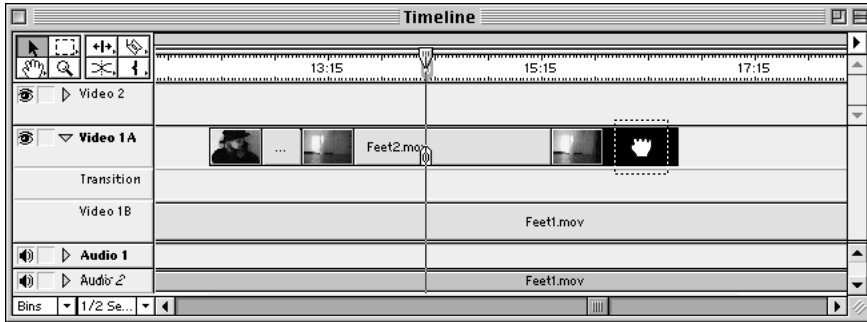 Timeline
13:15
15:15
17:15
Video 2
Video 1A
...
Feet2.mov
Transition
Video 1B
Feet1.mov
Audio 1
Audio 2
Feet1.mov
Bins
1/2 Se...